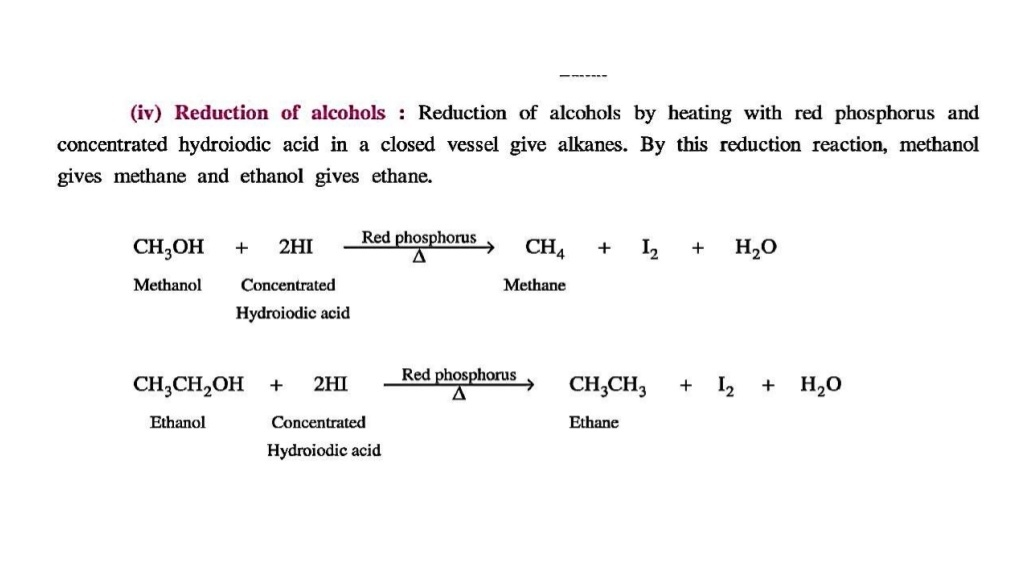 (iv) Reduction of alcohols : Reduction of alcohols by heating with red phosphorus and
concentrated hydroiodic acid in a closed vessel give alkanes. By this reduction reaction, methanol
gives methane and ethanol gives ethane.
Red phosphorus
CH₃OH + 2HI ⟶ CH₄ + I₂ + H₂O
Δ
Methanol Concentrated Methane
Hydroiodic acid
Red phosphorus
CH₃CH₂OH + 2HI ⟶ CH₃CH₃ + I₂ + H₂O
Δ
Ethanol Concentrated Ethane
Hydroiodic acid